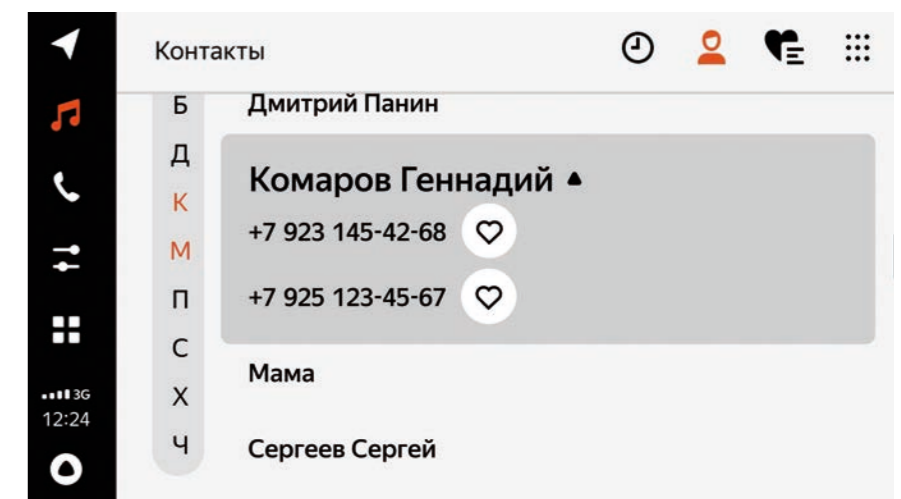 Контакты
Б
Д
К
М
П
С
Х
Ч
Дмитрий Панин
Комаров Геннадий
+7 923 145-42-68
+7 925 123-45-67
Мама
Сергеев Сергей
3G
12:24